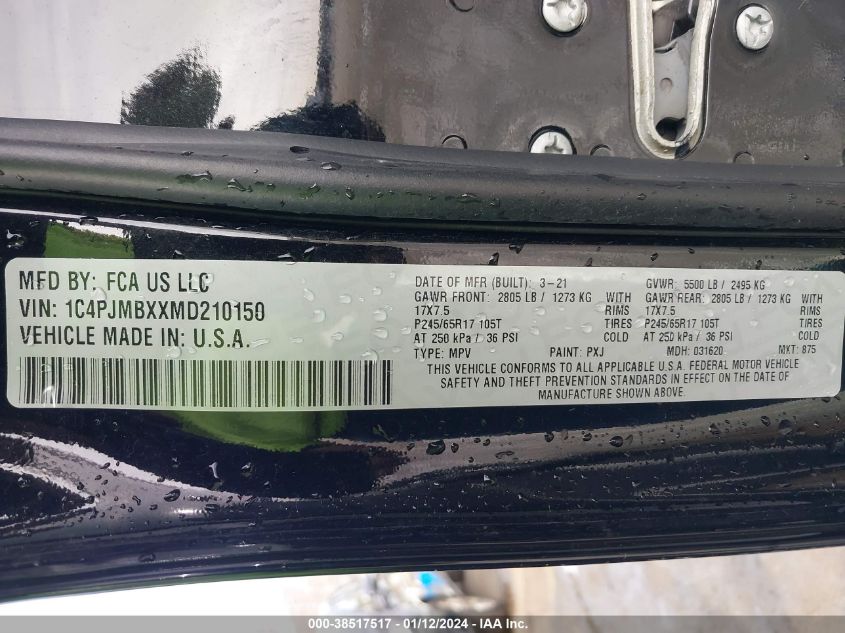 MFD BY: FCA US LLC
VIN: 1C4PJMBXXMD210150
VEHICLE MADE IN: U.S.A.
DATE OF MFR (BUILT): 3-21 GVWR: 5500 LB / 2495 KG
GAWR FRONT: 2805 LB / 1273 KG WITH GAWR REAR: 2805 LB / 1273 KG WITH
17X7.5 RIMS 17X7.5 RIMS
P245/65R17 105T TIRES P245/65R17 105T TIRES
AT 250 kPa / 36 PSI COLD AT 250 kPa / 36 PSI COLD
TYPE: MPV PAINT: PXJ MDH: 031620 MKT: 875
THIS VEHICLE CONFORMS TO ALL APPLICABLE U.S.A. FEDERAL MOTOR VEHICLE
SAFETY AND THEFT PREVENTION STANDARDS IN EFFECT ON THE DATE OF
MANUFACTURE SHOWN ABOVE.
000-38517517 - 01/12/2024 - IAA Inc.